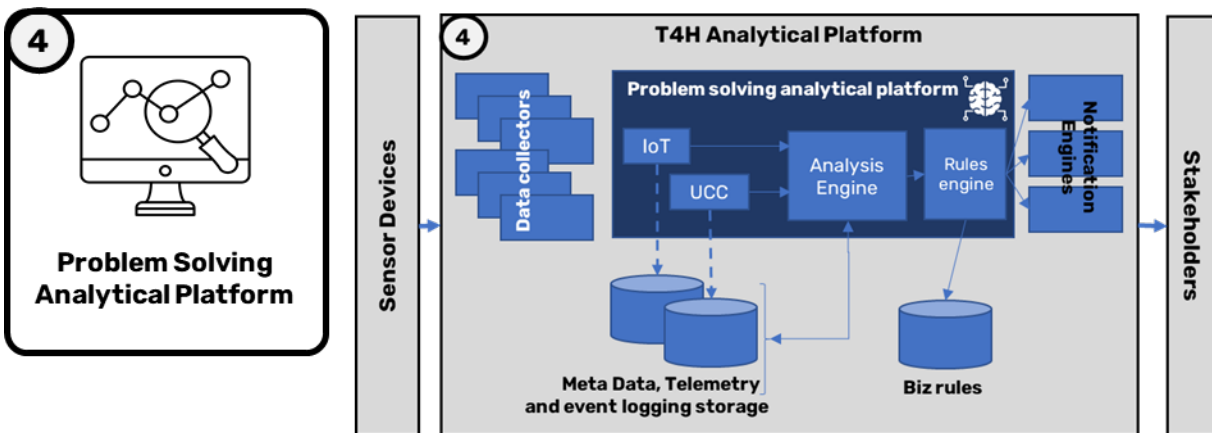 4
Problem Solving
Analytical Platform
Sensor Devices
4
T4H Analytical Platform
Data collectors
Problem solving analytical platform
IoT
UCC
Analysis
Engine
Rules
engine
Notification
Engines
Meta Data, Telemetry
and event logging storage
Biz rules
Stakeholders